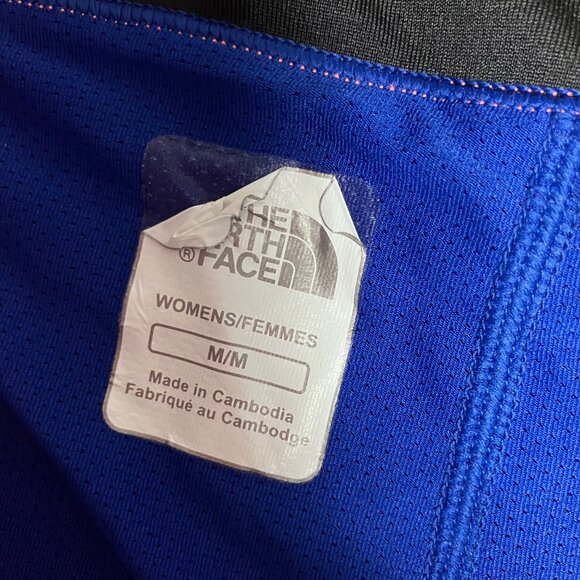 THE
RTH
FACE®
WOMENS/FEMMES
M/M
Made in Cambodia
Fabriqué au Cambodge